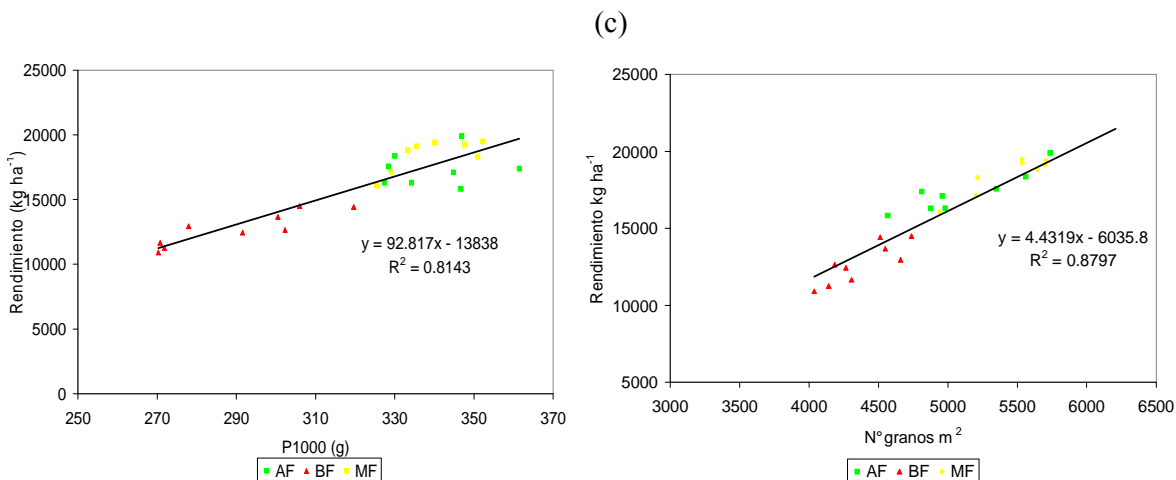 (c)
25000
20000
15000
10000
5000
0
Rendimiento (kg ha-1)
y = 92.817x - 13838
R2 = 0.8143
250 270 290 310 330 350 370
P1000 (g)
AF BF MF
25000
20000
15000
10000
5000
Rendimiento kg ha-1
y = 4.4319x - 6035.8
R2 = 0.8797
3000 3500 4000 4500 5000 5500 6000 6500
N° granos m 2
AF BF MF